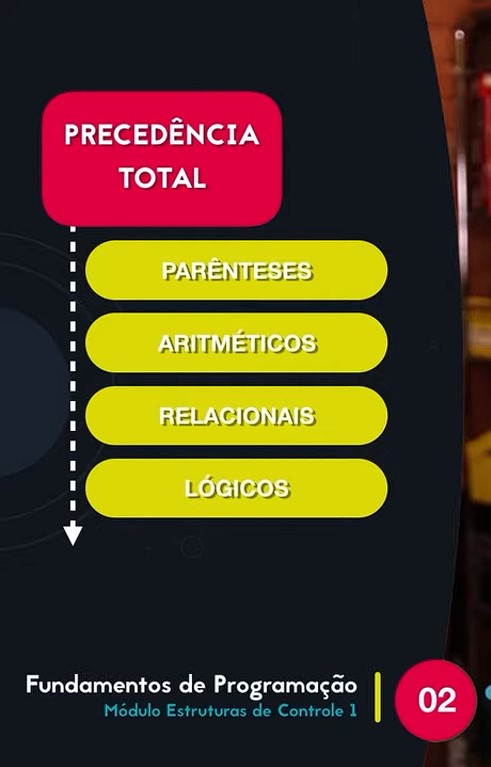 PRECEDÊNCIA
TOTAL
PARÊNTESES
ARITMÉTICOS
RELACIONAIS
LÓGICOS
Fundamentos de Programação
Módulo Estruturas de Controle 1
02